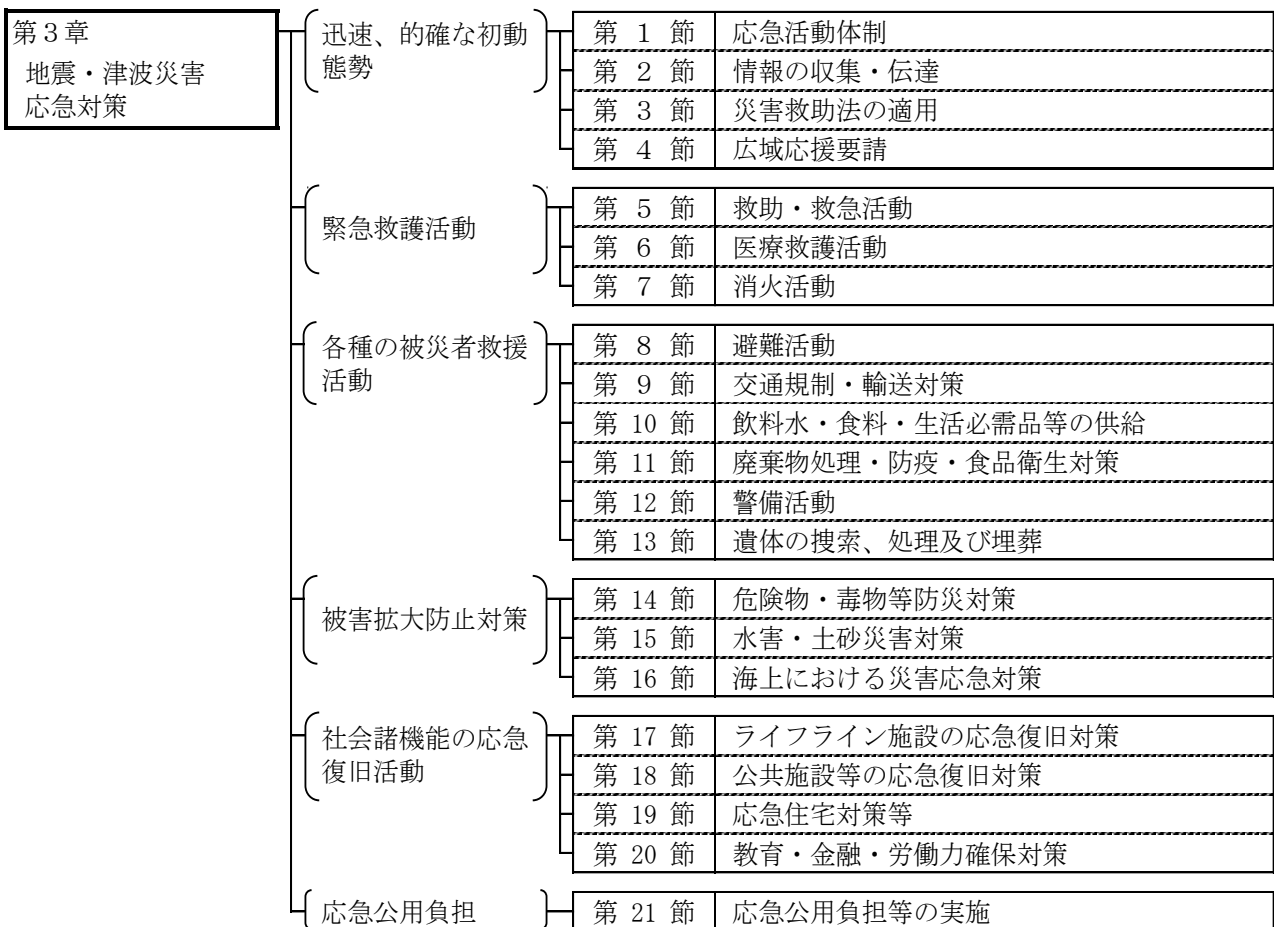 第３章
地震・津波災害
応急対策
迅速、的確な初動
態勢
第 1 節 応急活動体制
第 2 節 情報の収集・伝達
第 3 節 災害救助法の適用
第 4 節 広域応援要請
緊急救護活動
第 5 節 救助・救急活動
第 6 節 医療救護活動
第 7 節 消火活動
各種の被災者救援
活動
第 8 節 避難活動
第 9 節 交通規制・輸送対策
第 10 節 飲料水・食料・生活必需品等の供給
第 11 節 廃棄物処理・防疫・食品衛生対策
第 12 節 警備活動
第 13 節 遺体の捜索、処理及び埋葬
被害拡大防止対策
第 14 節 危険物・毒物等防災対策
第 15 節 水害・土砂災害対策
第 16 節 海上における災害応急対策
社会諸機能の応急
復旧活動
第 17 節 ライフライン施設の応急復旧対策
第 18 節 公共施設等の応急復旧対策
第 19 節 応急住宅対策等
第 20 節 教育・金融・労働力確保対策
応急公用負担
第 21 節 応急公用負担等の実施